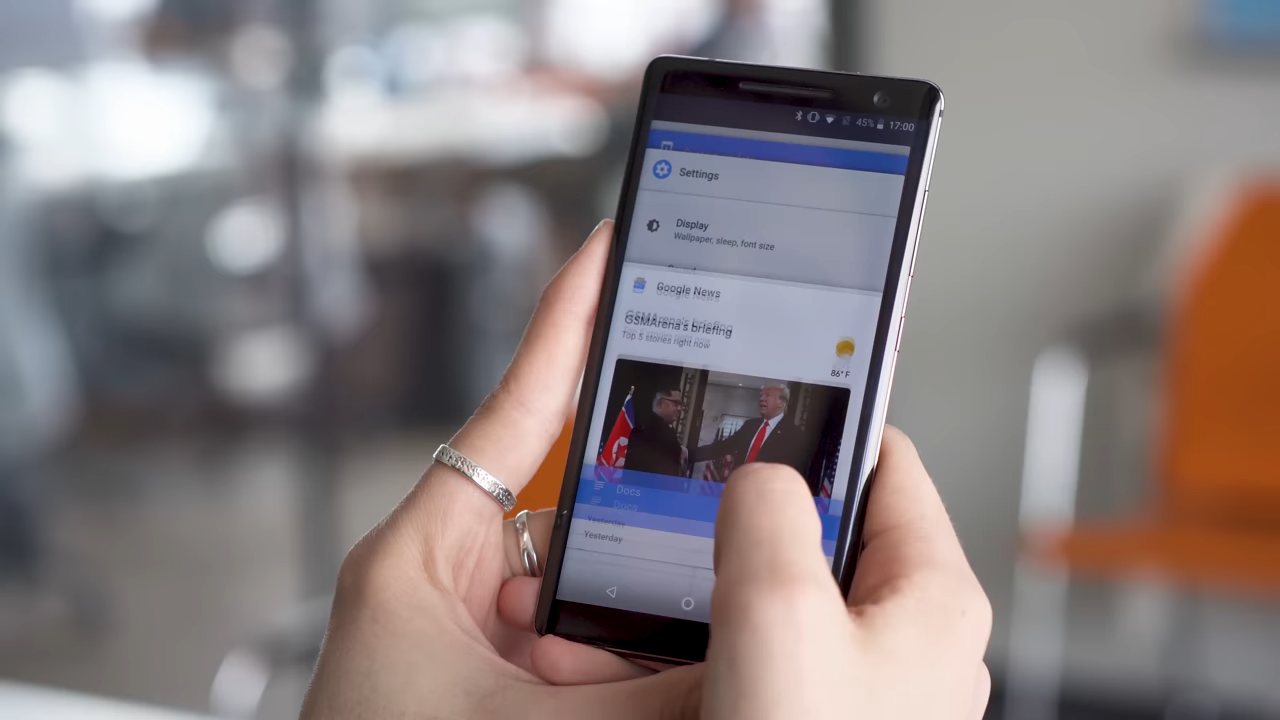 45% 17:00
Settings
Display
Wallpaper, sleep, font size
Google News
GSMArena's briefing
Top 5 stories right now
86° F
Docs
Yesterday